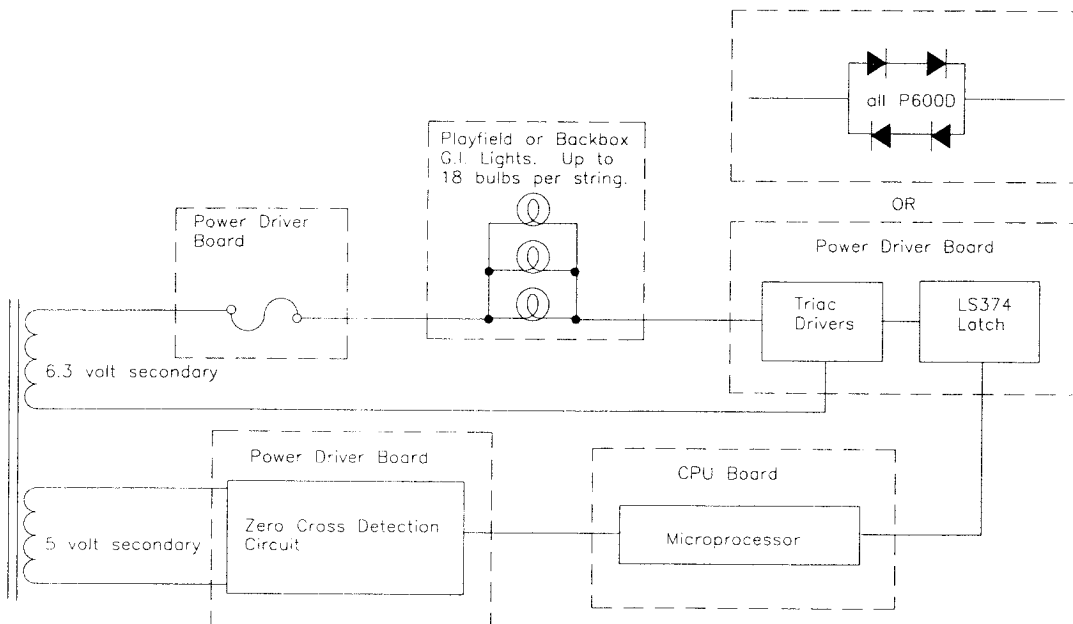 all P600D
OR
Playfield or Backbox
G.I. Lights. Up to
18 bulbs per string.
Power Driver
Board
Power Driver Board
Triac
Drivers
LS374
Latch
6.3 volt secondary
Power Driver Board
Zero Cross Detection
Circuit
CPU Board
Microprocessor
5 volt secondary